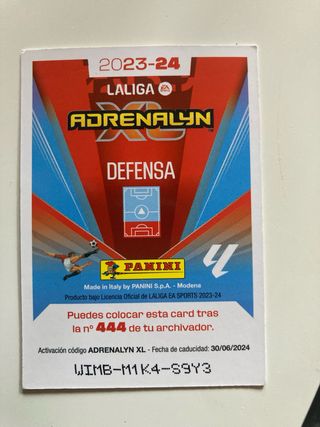 2023-24
LALIGA EA
ADRENALYN
XL
DEFENSA
PANINI
Made in Italy by PANINI S.p.A. - Modena
Producto bajo Licencia Oficial de LALIGA EA SPORTS 2023-24
Puedes colocar esta card tras
la nº 444 de tu archivador.
Activación código ADRENALYN XL - Fecha de caducidad: 30/06/2024
WIMB-M1K4-S9Y3